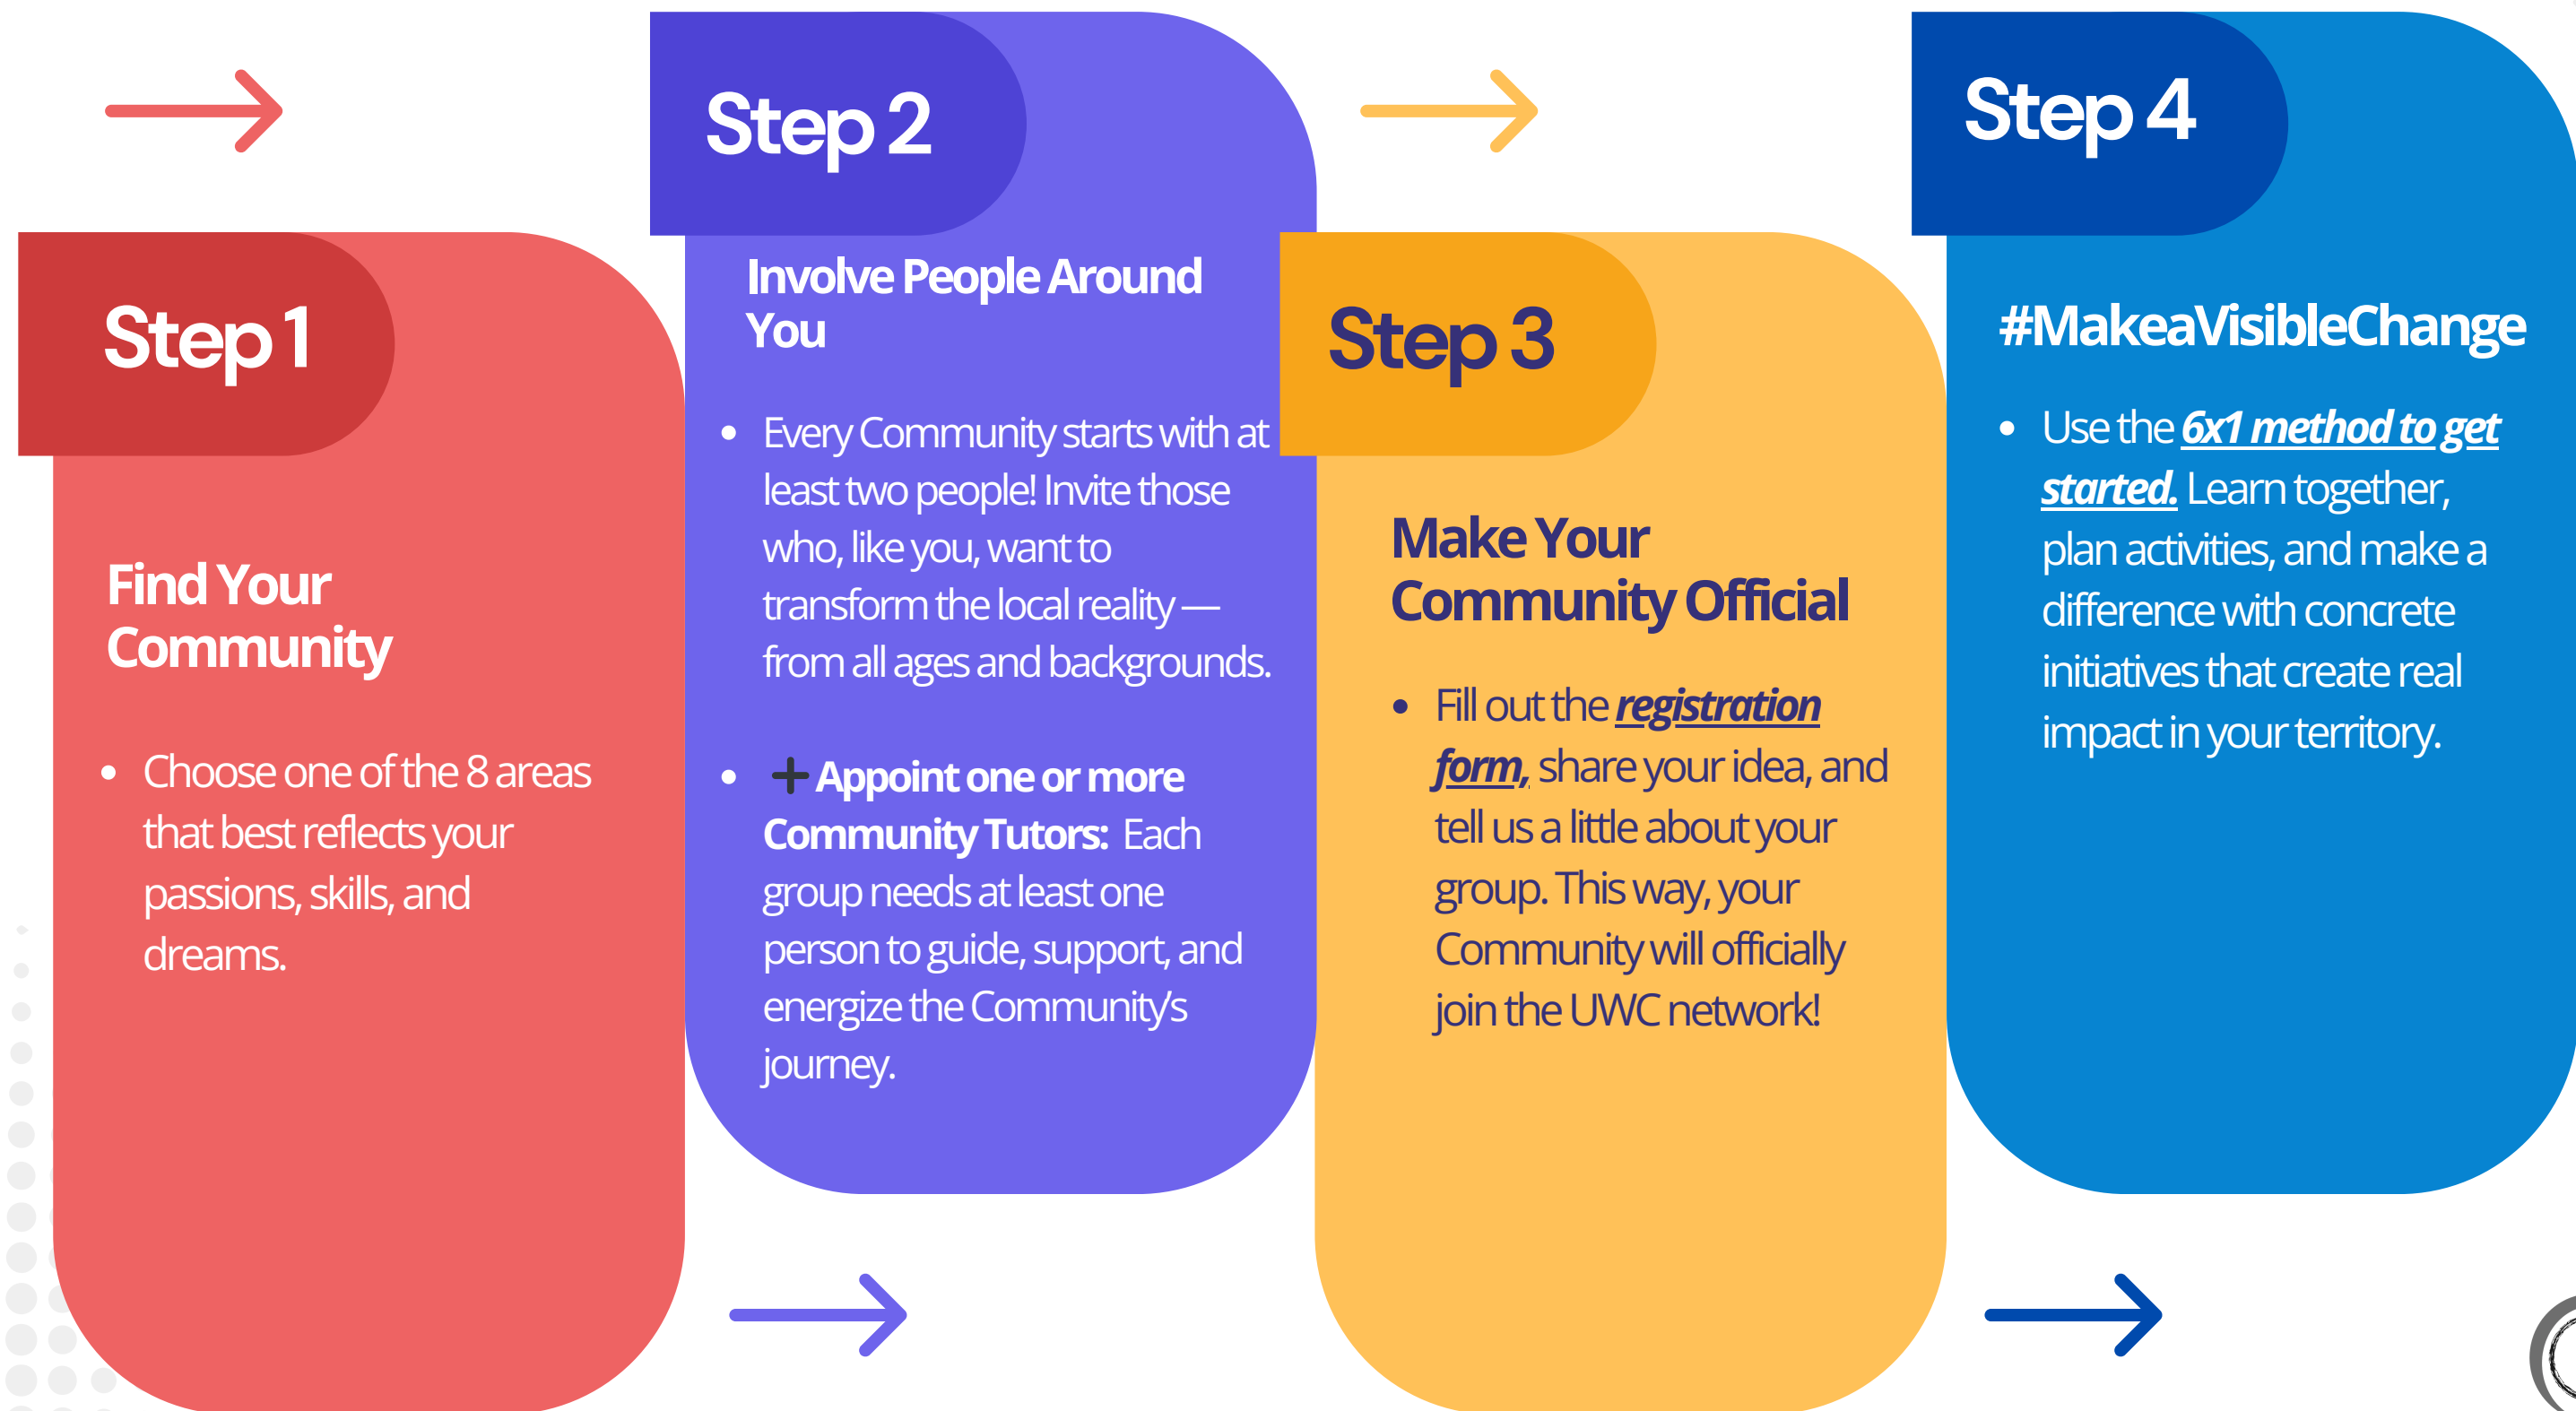 Step 1
Find Your
Community
• Choose one of the 8 areas
that best reflects your
passions, skills, and
dreams.
Step 2
Involve People Around
You
• Every Community starts with at
least two people! Invite those
who, like you, want to
transform the local reality —
from all ages and backgrounds.
• ➕ Appoint one or more
Community Tutors: Each
group needs at least one
person to guide, support, and
energize the Community's
journey.
Step 3
Make Your
Community Official
• Fill out the registration
form, share your idea, and
tell us a little about your
group. This way, your
Community will officially
join the UWC network!
Step 4
#MakeaVisibleChange
• Use the 6x1 method to get
started. Learn together,
plan activities, and make a
difference with concrete
initiatives that create real
impact in your territory.